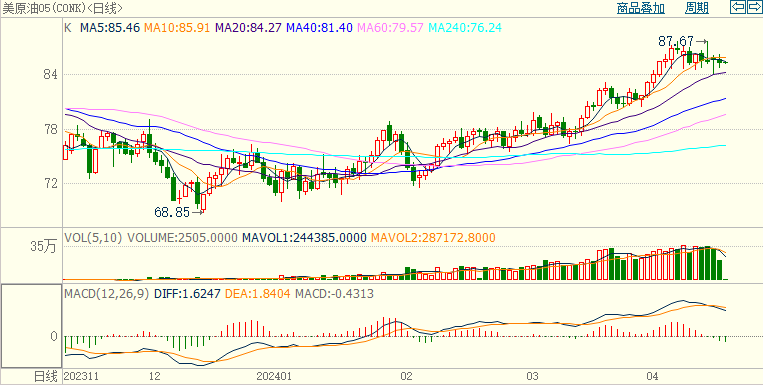 美原油05(CONK)<日线> 商品叠加 周期
K MA5:85.46 MA10:85.91 MA20:84.27 MA40:81.40 MA60:79.57 MA240:76.24
87.67
84
78
72
68.85
VOL(5,10) VOLUME:2505.0000 MAVOL1:244385.0000 MAVOL2:287172.8000
35万
MACD(12,26,9) DIFF:1.6247 DEA:1.8404 MACD:-0.4313
0
日线 202311 12 202401 02 03 04